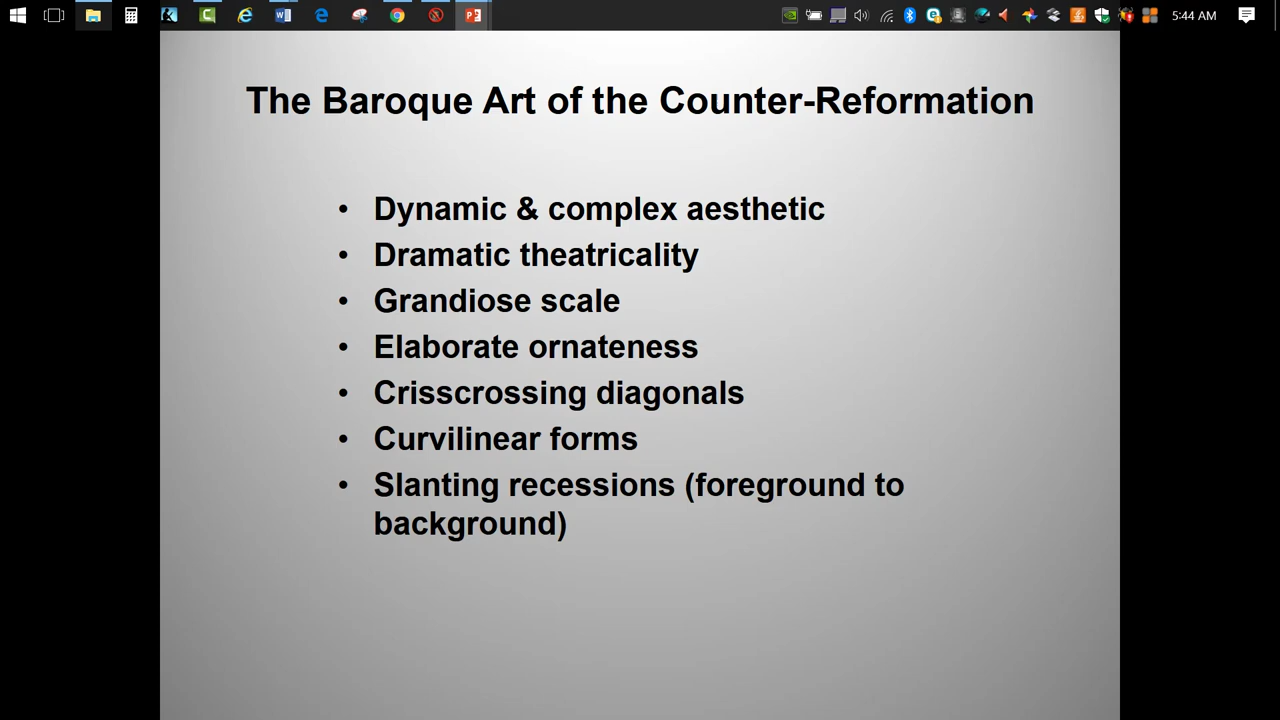 5:44 AM
The Baroque Art of the Counter-Reformation
• Dynamic & complex aesthetic
• Dramatic theatricality
• Grandiose scale
• Elaborate ornateness
• Crisscrossing diagonals
• Curvilinear forms
• Slanting recessions (foreground to
background)